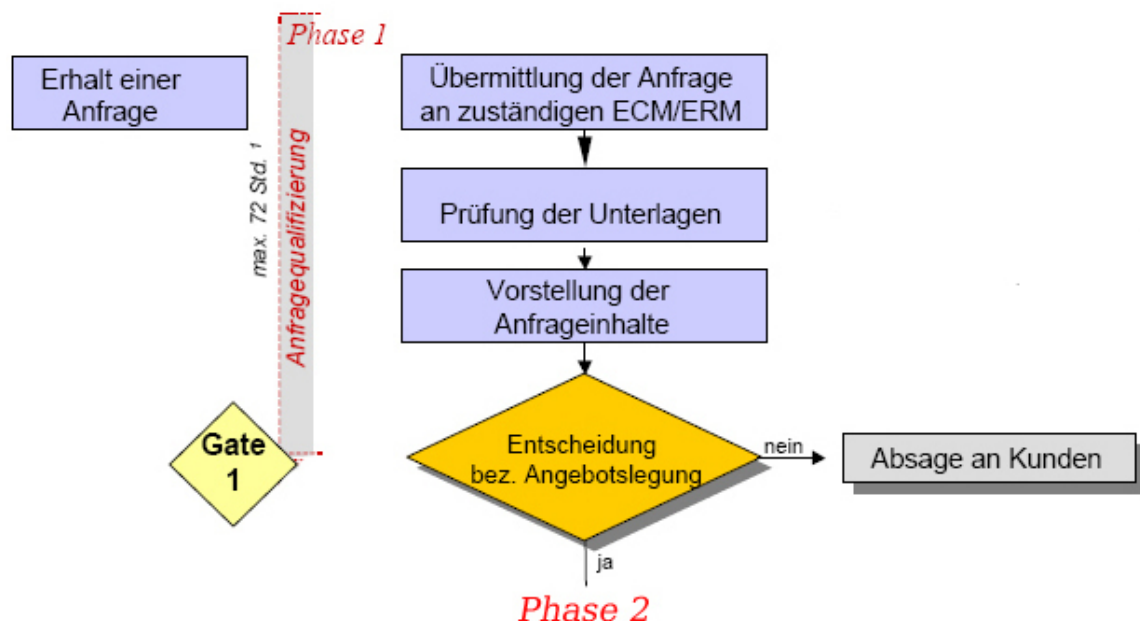 Phase 1
Erhalt einer
Anfrage
max. 72 Std. 1
Anfragequalifizierung
Übermittlung der Anfrage
an zuständigen ECM/ERM
Prüfung der Unterlagen
Vorstellung der
Anfrageinhalte
Gate
1
Entscheidung
bez. Angebotslegung
nein
Absage an Kunden
ja
Phase 2